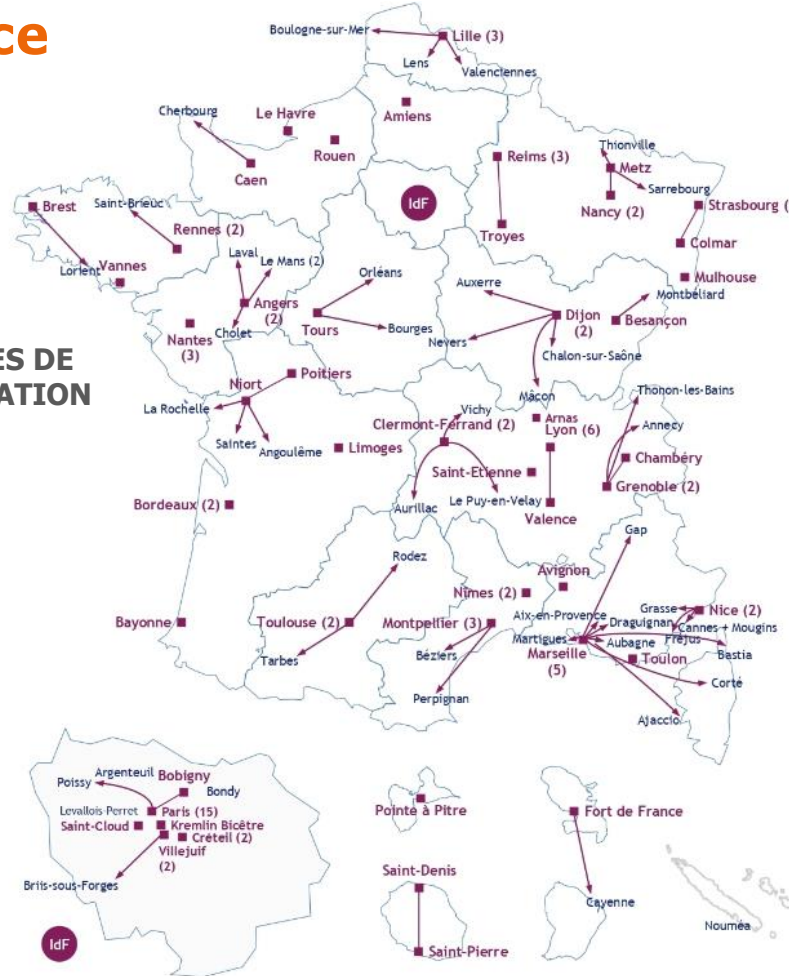 ce
Boulogne-sur-Mer
Lille (3)
Lens
Valenciennes
Cherbourg
Le Havre
Amiens
Rouen
Caen
Thionville
Reims (3)
Metz
Sarrebourg
Nancy (2)
Strasbourg (
IdF
Troyes
Colmar
Mulhouse
Brest
Saint-Brieuc
Rennes (2)
Lorient
Vannes
Laval
Le Mans (2)
Angers
(2)
Nantes
(3)
Cholet
Orléans
Tours
Bourges
Auxerre
Dijon
(2)
Nevers
Chalon-sur-Saône
Mâcon
Montbéliard
Besançon
ES DE
ATION
Niort
Poitiers
La Rochelle
Saintes
Angoulême
Limoges
Vichy
Clermont-Ferrand (2)
Aurillac
Le Puy-en-Velay
Arnas
Lyon (6)
Saint-Etienne
Valence
Thonon-les-Bains
Annecy
Chambéry
Grenoble (2)
Bordeaux (2)
Bayonne
Rodez
Toulouse (2)
Tarbes
Nîmes (2)
Montpellier (3)
Béziers
Perpignan
Avignon
Gap
Aix-en-Provence
Draguignan
Martigues
Marseille
(5)
Aubagne
Toulon
Grasse
Nice (2)
Cannes + Mougins
Fréjus
Bastia
Corté
Ajaccio
Poissy
Argenteuil
Bobigny
Bondy
Levallois-Perret
Paris (15)
Saint-Cloud
Kremlin Bicêtre
Créteil (2)
Villejuif
(2)
Briis-sous-Forges
IdF
Pointe à Pitre
Fort de France
Saint-Denis
Saint-Pierre
Cayenne
Nouméa